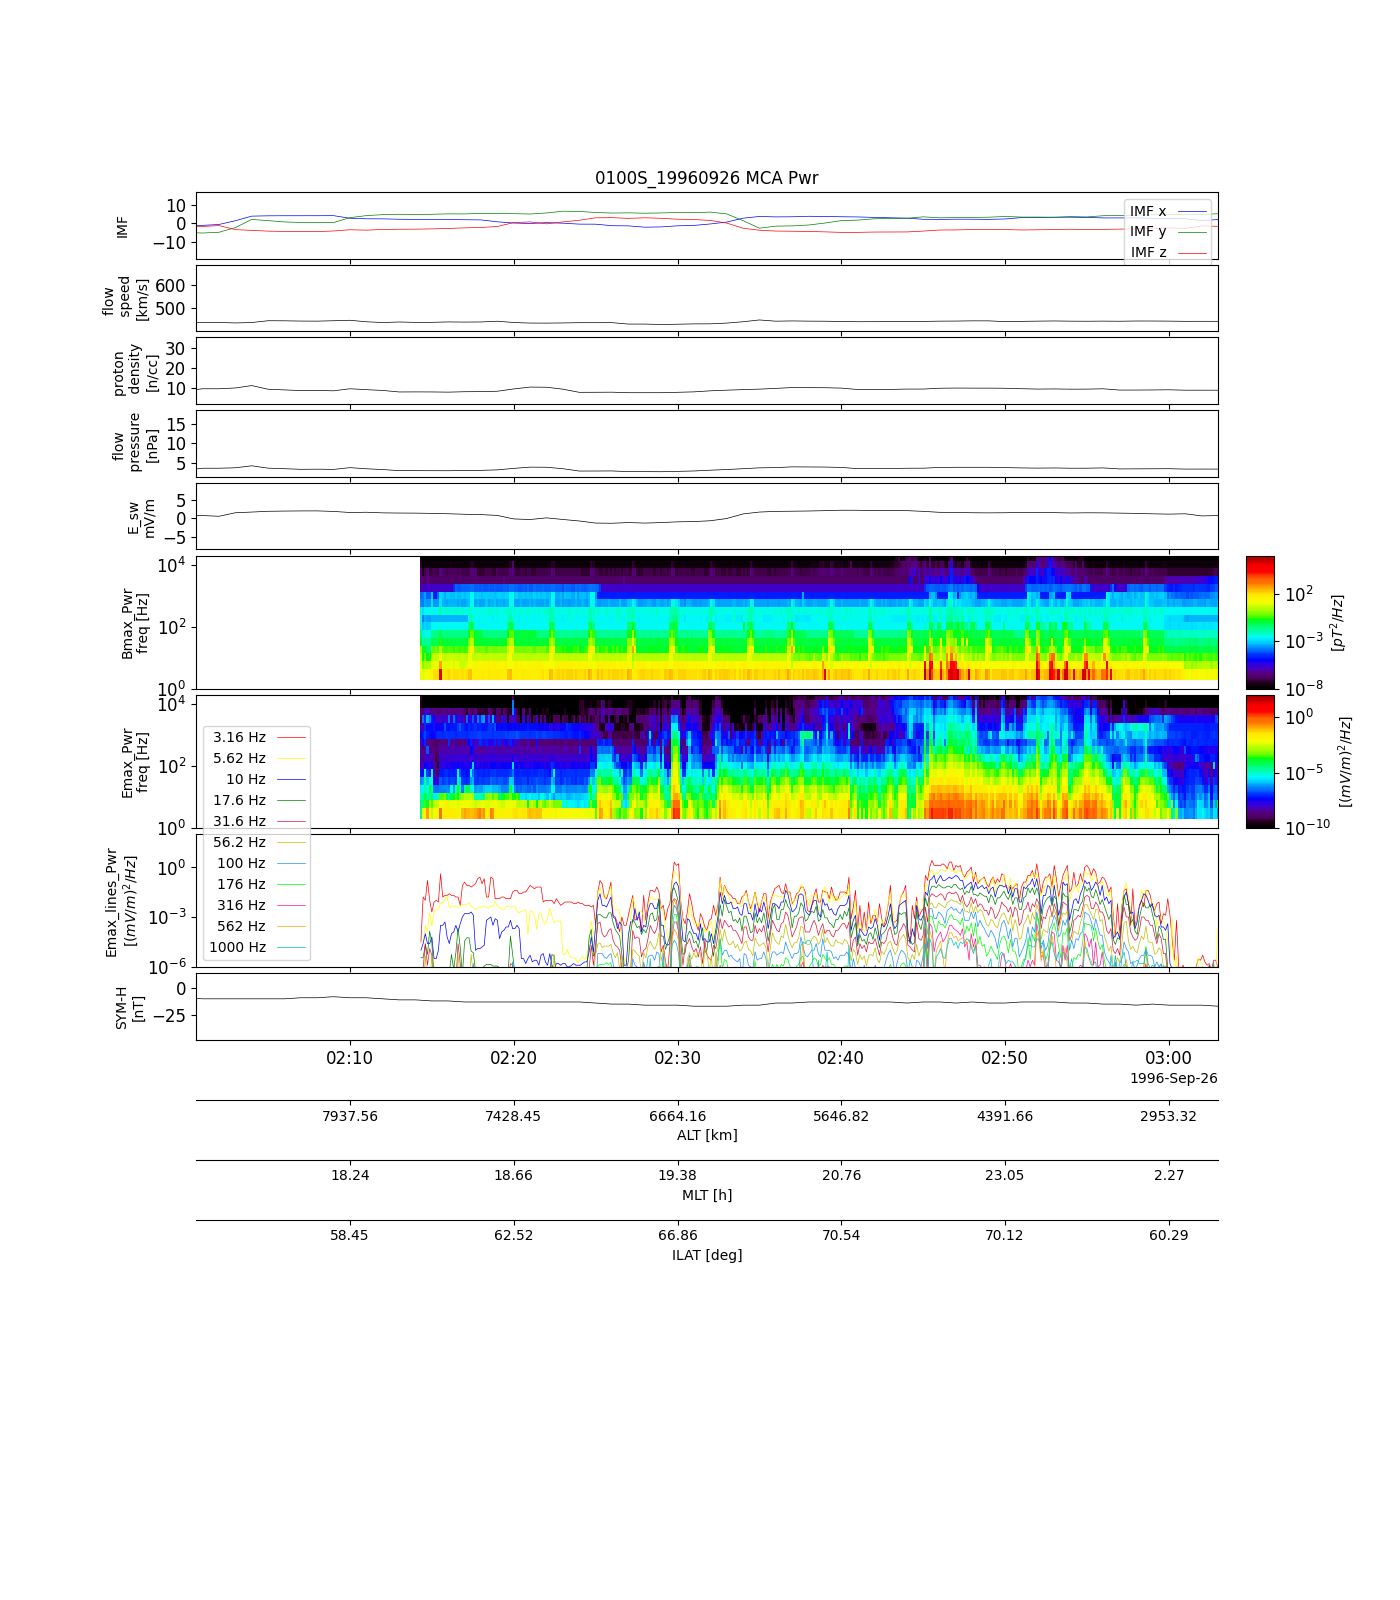 0100S_19960926 MCA Pwr
IMF
10
0
−10
IMF x
IMF y
IMF z
flow
speed
[km/s]
600
500
proton
density
[n/cc]
30
20
10
flow
pressure
[nPa]
15
10
5
E_sw
mV/m
5
0
−5
Bmax_Pwr
freq [Hz]
10^4
10^2
10^0
10^2
10^−3
10^−8
[pT^2/Hz]
Emax_Pwr
freq [Hz]
10^4
10^2
10^0
10^0
10^−5
10^−10
[(mV/m)^2/Hz]
3.16 Hz
5.62 Hz
10 Hz
17.6 Hz
31.6 Hz
56.2 Hz
100 Hz
176 Hz
316 Hz
562 Hz
1000 Hz
Emax_lines_Pwr
[(mV/m)^2/Hz]
10^0
10^−3
10^−6
SYM-H
[nT]
0
−25
02:10 02:20 02:30 02:40 02:50 03:00
1996-Sep-26
7937.56 7428.45 6664.16 5646.82 4391.66 2953.32
ALT [km]
18.24 18.66 19.38 20.76 23.05 2.27
MLT [h]
58.45 62.52 66.86 70.54 70.12 60.29
ILAT [deg]